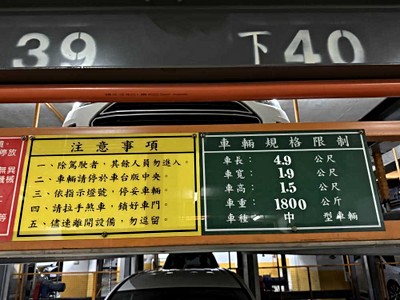 39
下 40
注意事項
一、除駕駛者，其餘人員勿進入。
二、車輛請停於車台版中央。
三、依指示燈號，停妥車輛。
四、請拉手煞車，鎖好車門。
五、儘速離開設備，勿逗留。
車輛規格限制
車長： 4.9 公尺
車寬： 1.9 公尺
車高： 1.5 公尺
車重： 1800 公斤
車種： 中 型車輛